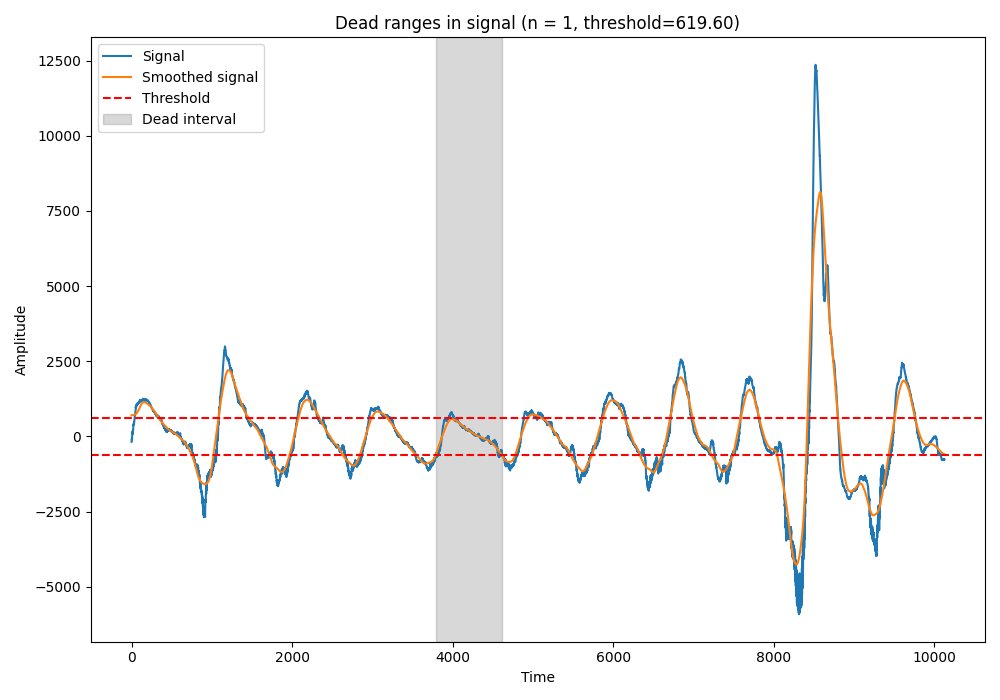 Dead ranges in signal (n = 1, threshold=619.60)
Signal
Smoothed signal
Threshold
Dead interval
12500
10000
7500
5000
2500
0
−2500
−5000
Amplitude
0 2000 4000 6000 8000 10000
Time